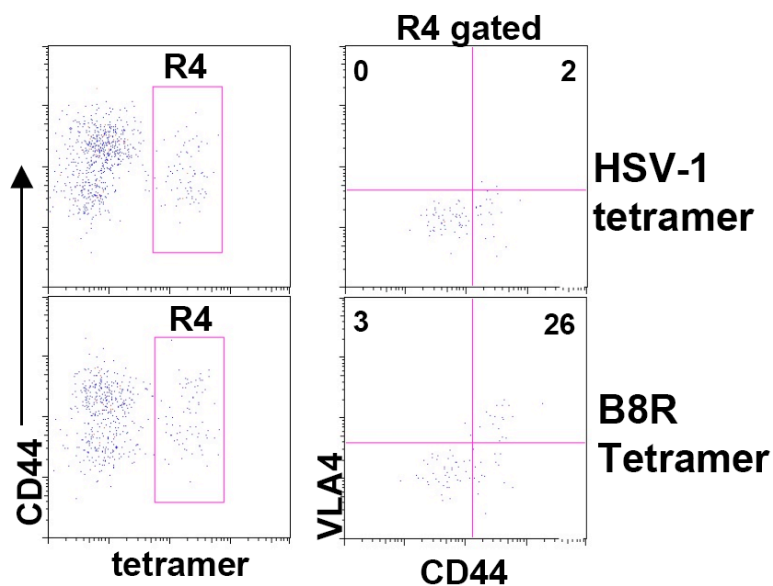 R4 gated
R4
0
2
HSV-1
tetramer
R4
3
26
B8R
Tetramer
CD44
VLA4
tetramer
CD44